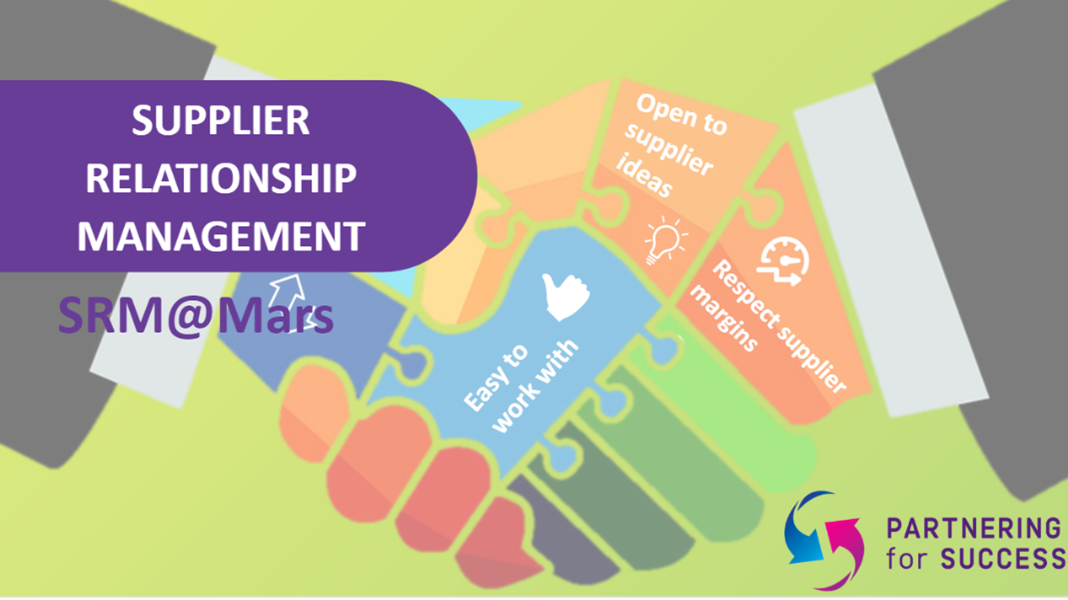 SUPPLIER
RELATIONSHIP
MANAGEMENT
SRM@Mars
Open to
supplier
ideas
Respect supplier
margins
Easy to
work with
PARTNERING
for SUCCESS